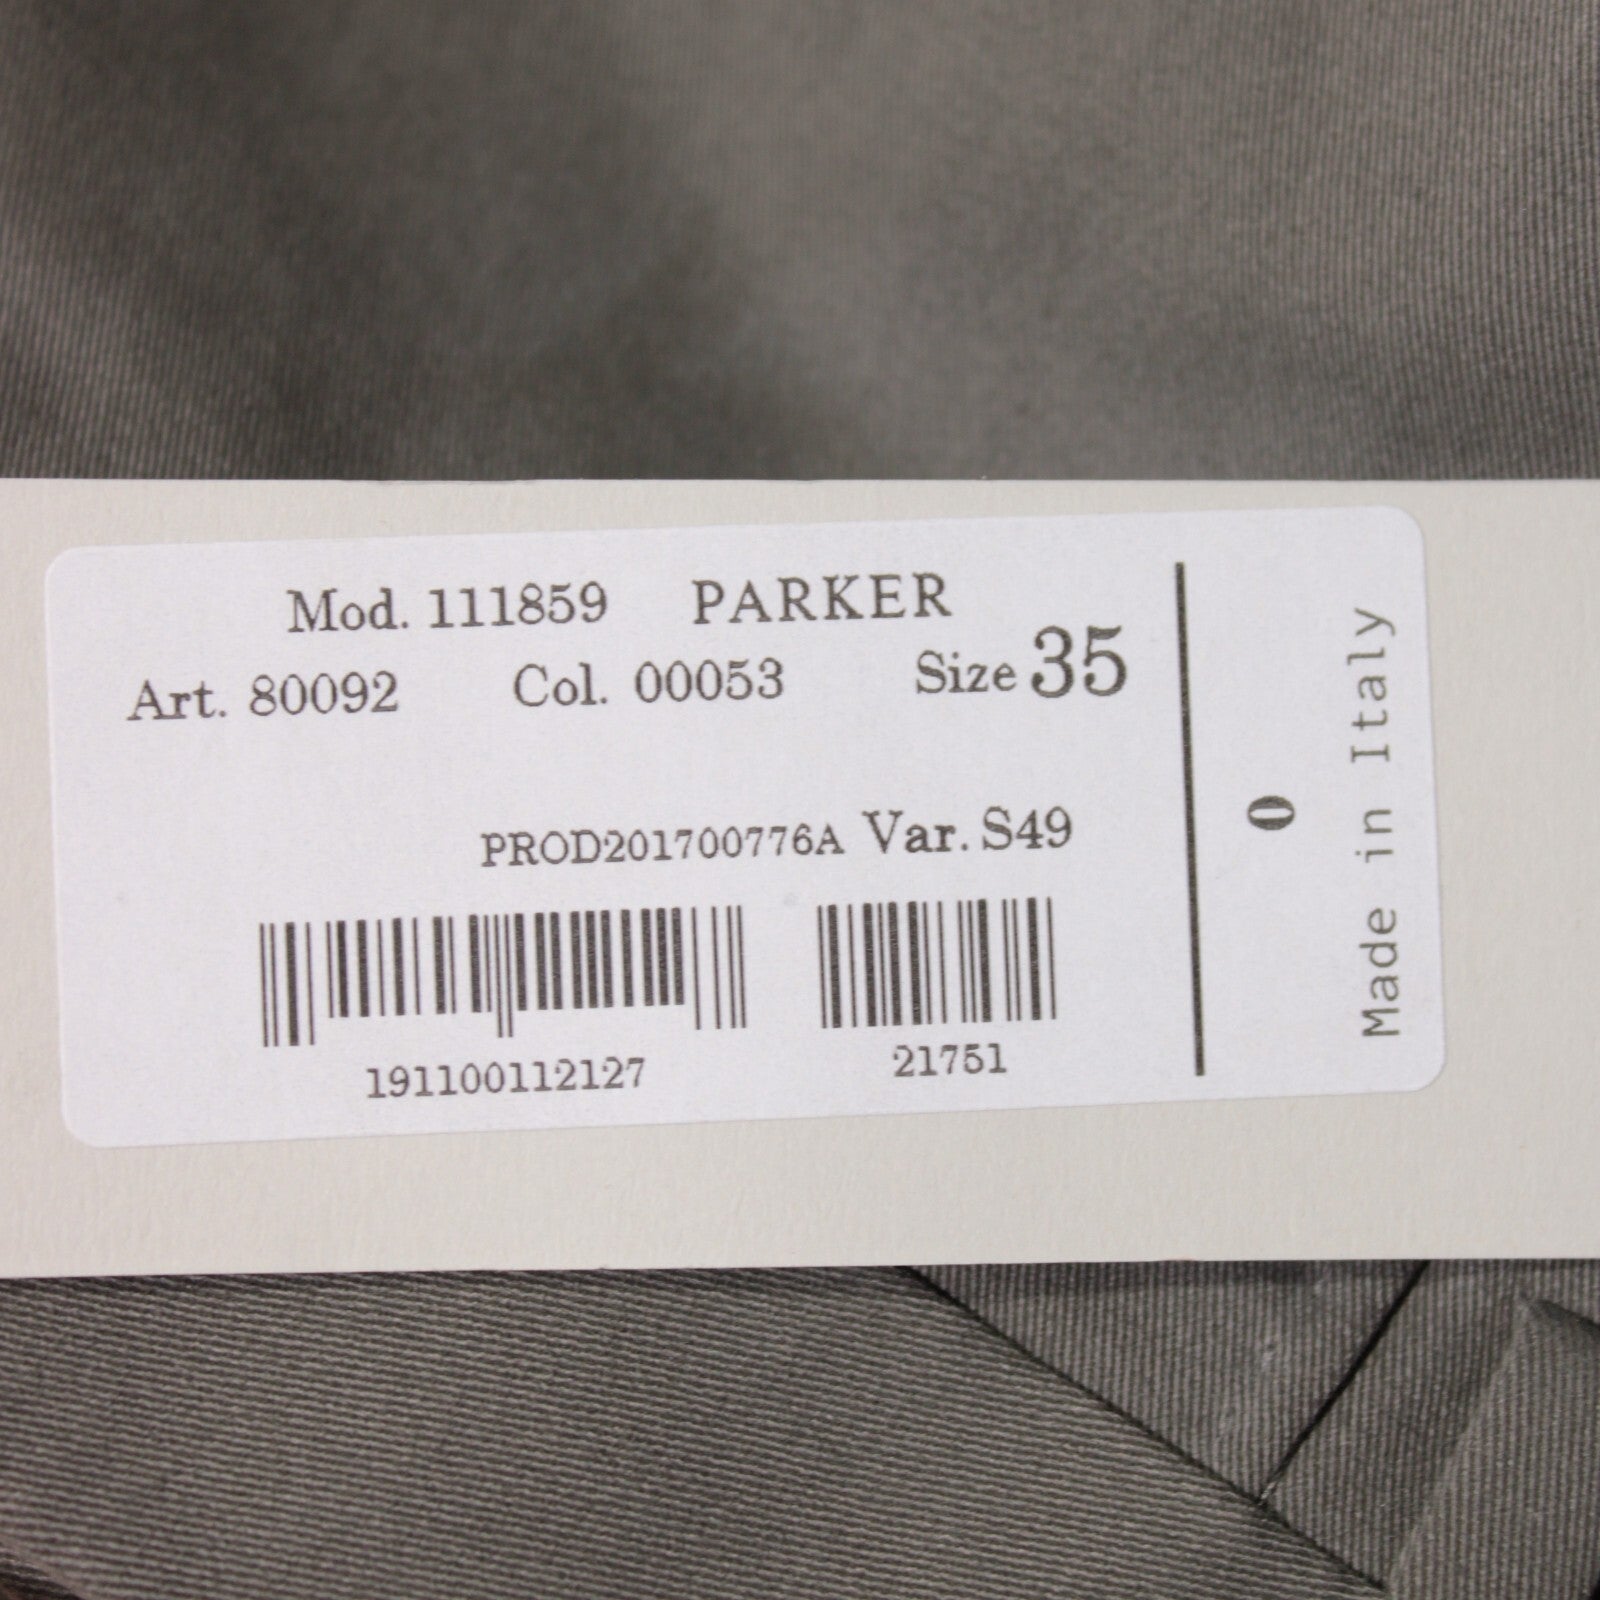 Mod. 111859 PARKER
Art. 80092 Col. 00053 Size 35
PROD201700776A Var. S49
191100112127 21751
0
Made in Italy